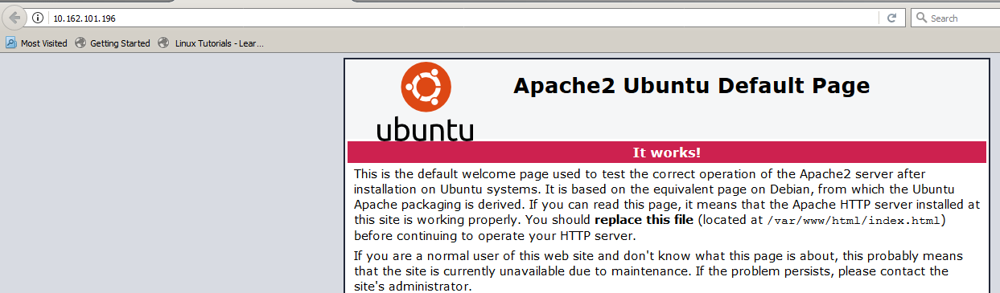 10.162.101.196
Search
Most Visited Getting Started Linux Tutorials - Lear...
Apache2 Ubuntu Default Page
ubuntu
It works!
This is the default welcome page used to test the correct operation of the Apache2 server after
installation on Ubuntu systems. It is based on the equivalent page on Debian, from which the Ubuntu
Apache packaging is derived. If you can read this page, it means that the Apache HTTP server installed at
this site is working properly. You should replace this file (located at /var/www/html/index.html)
before continuing to operate your HTTP server.
If you are a normal user of this web site and don't know what this page is about, this probably means
that the site is currently unavailable due to maintenance. If the problem persists, please contact the
site's administrator.